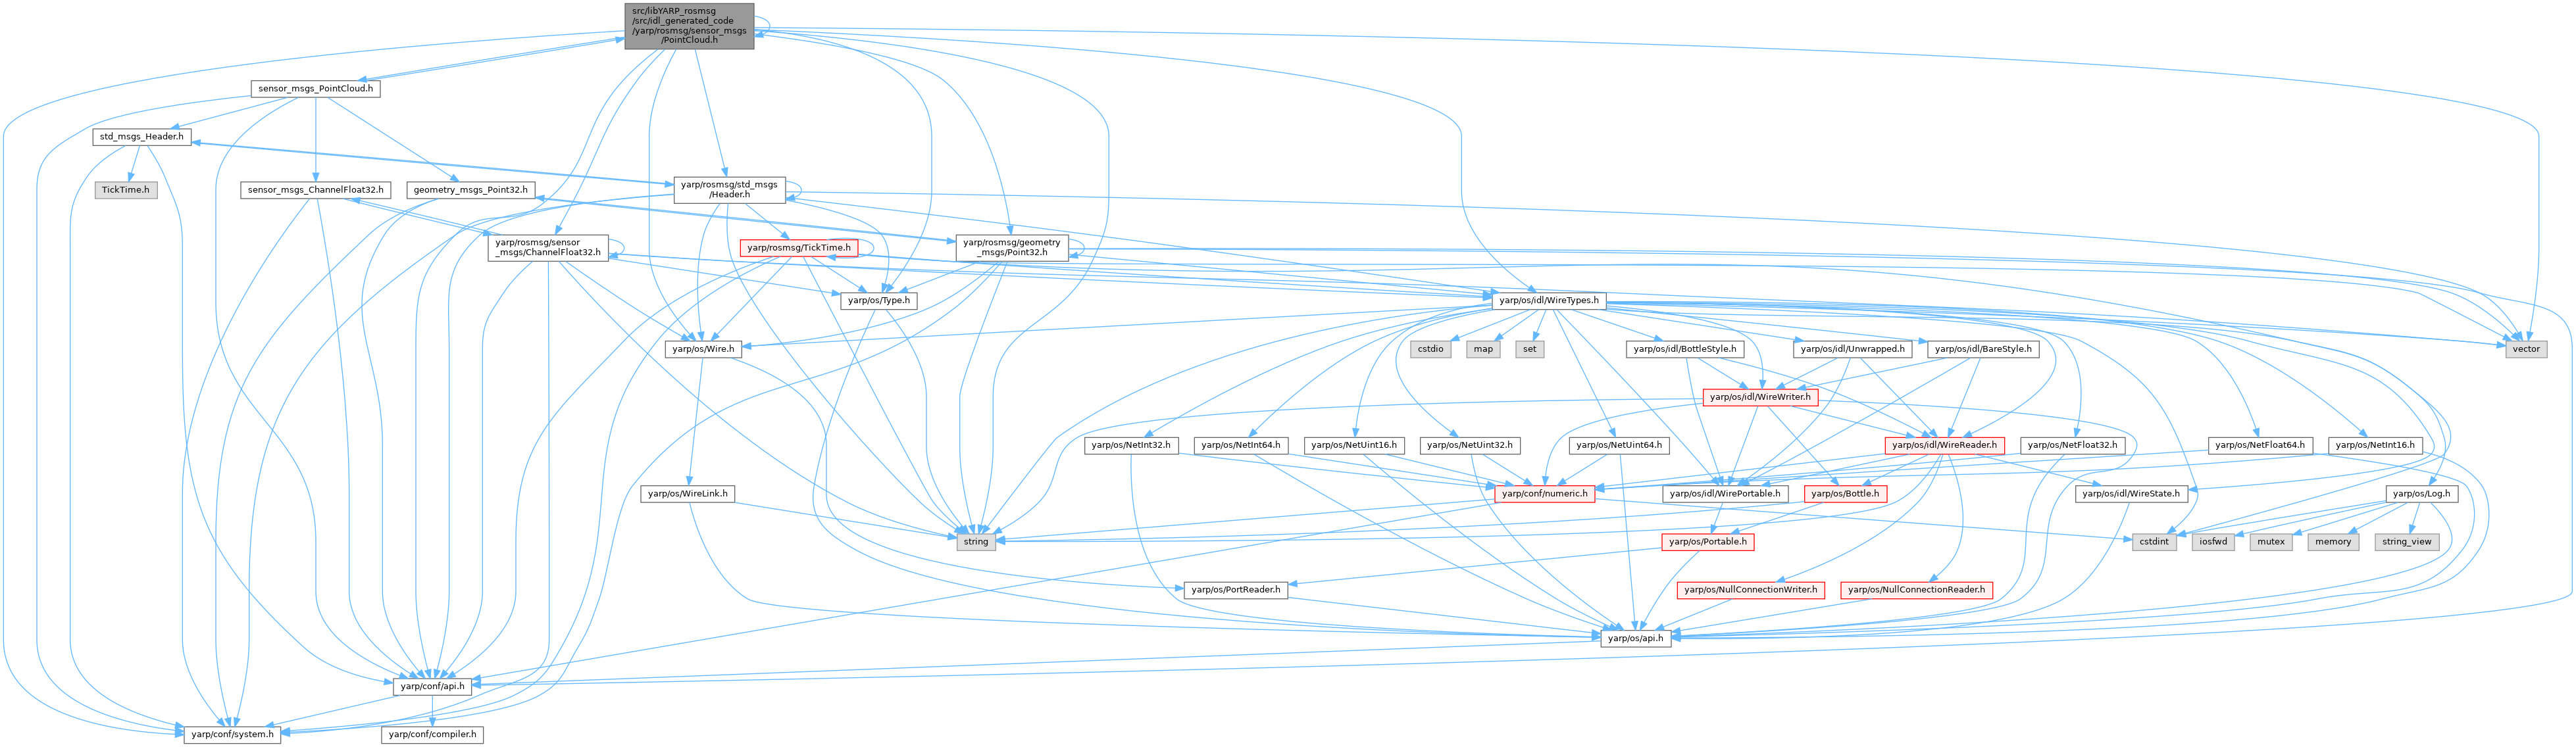 src/libYARP_rosmsg
/src/idl_generated_code
/yarp/rosmsg/sensor_msgs
/PointCloud.h
sensor_msgs_PointCloud.h
std_msgs_Header.h
TickTime.h
sensor_msgs_ChannelFloat32.h
geometry_msgs_Point32.h
yarp/rosmsg/std_msgs
/Header.h
yarp/rosmsg/sensor
_msgs/ChannelFloat32.h
yarp/rosmsg/TickTime.h
yarp/rosmsg/geometry
_msgs/Point32.h
yarp/os/Type.h
yarp/os/idl/WireTypes.h
yarp/os/Wire.h
cstdio
map
set
yarp/os/idl/BottleStyle.h
yarp/os/idl/Unwrapped.h
yarp/os/idl/BareStyle.h
vector
yarp/os/idl/WireWriter.h
yarp/os/NetInt32.h
yarp/os/NetInt64.h
yarp/os/NetUint16.h
yarp/os/NetUint32.h
yarp/os/NetUint64.h
yarp/os/idl/WireReader.h
yarp/os/NetFloat32.h
yarp/os/NetFloat64.h
yarp/os/NetInt16.h
yarp/os/WireLink.h
yarp/conf/numeric.h
yarp/os/idl/WirePortable.h
yarp/os/Bottle.h
yarp/os/idl/WireState.h
yarp/os/Log.h
string
yarp/os/Portable.h
cstdint
iosfwd
mutex
memory
string_view
yarp/os/PortReader.h
yarp/os/NullConnectionWriter.h
yarp/os/NullConnectionReader.h
yarp/os/api.h
yarp/conf/api.h
yarp/conf/system.h
yarp/conf/compiler.h